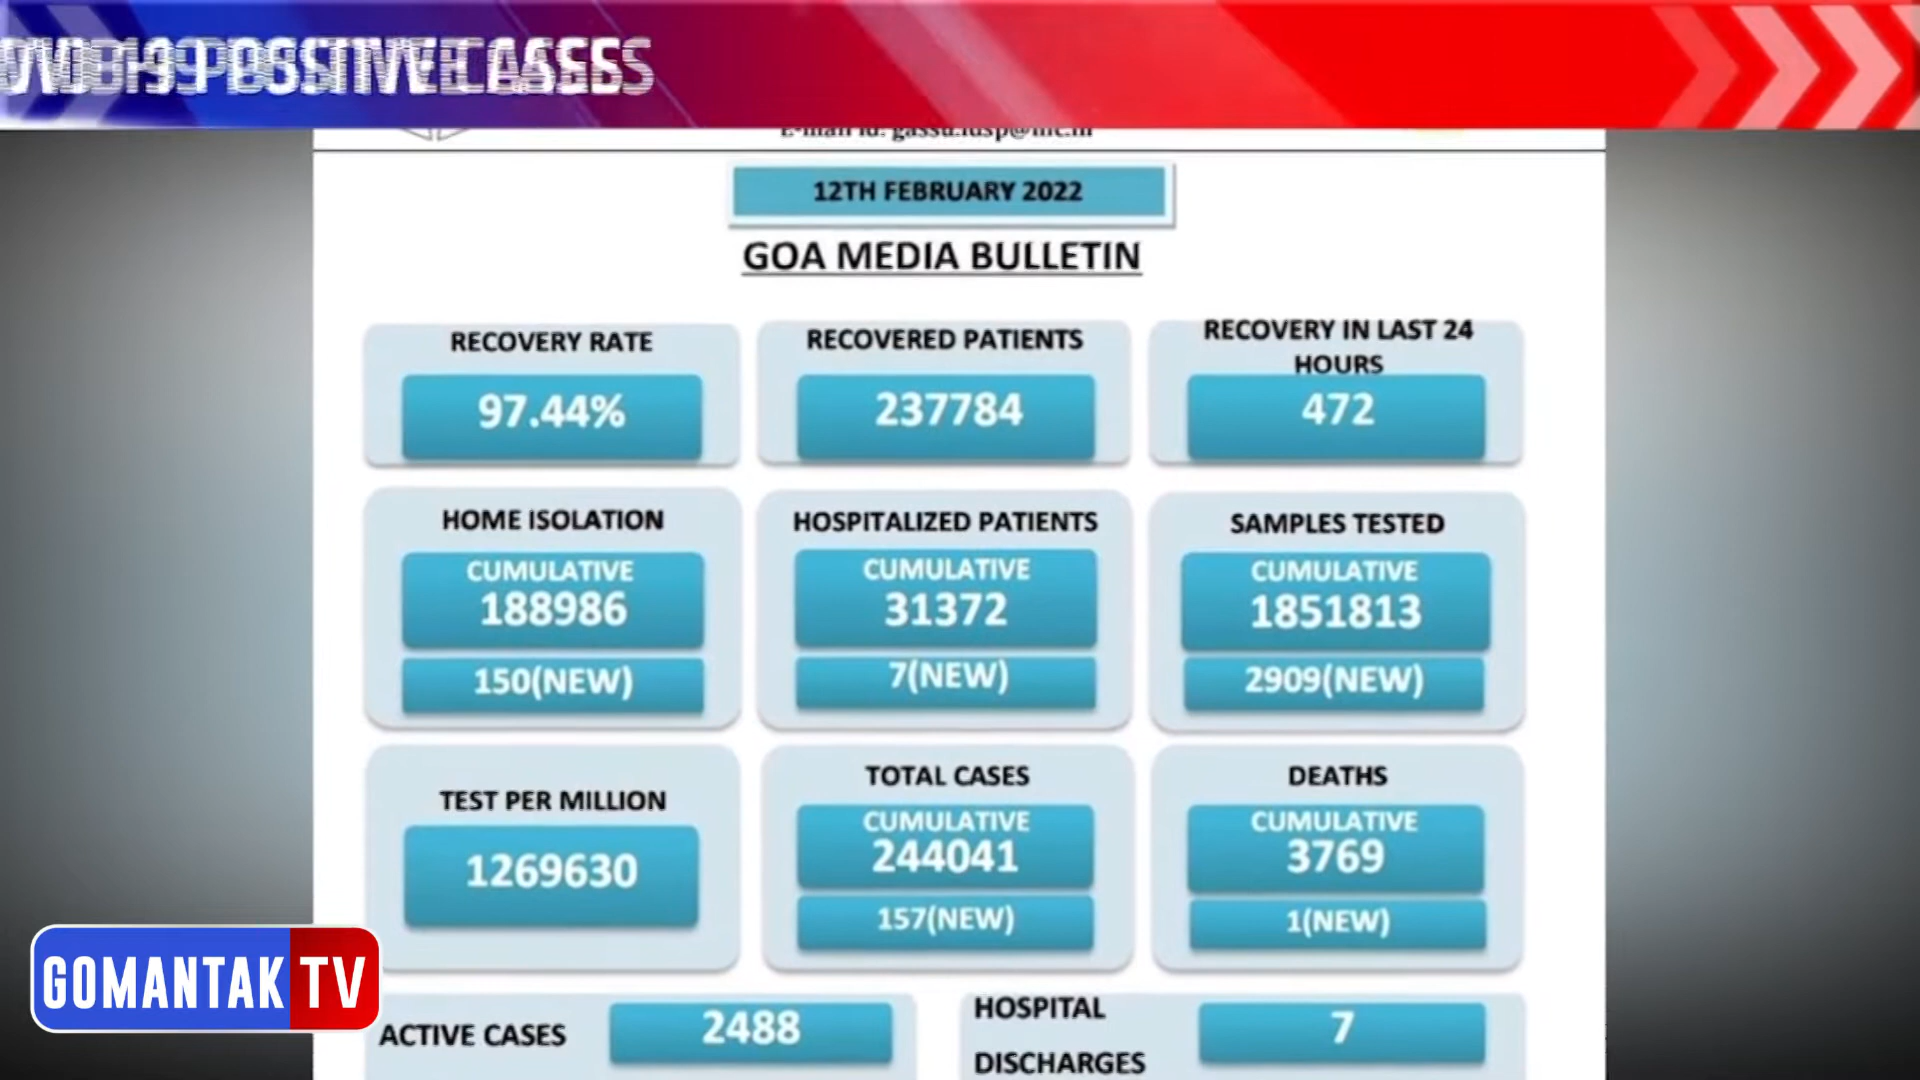 POSITIVE CASES
12TH FEBRUARY 2022
GOA MEDIA BULLETIN
RECOVERY RATE
97.44%
RECOVERED PATIENTS
237784
RECOVERY IN LAST 24
HOURS
472
HOME ISOLATION
CUMULATIVE
188986
150(NEW)
HOSPITALIZED PATIENTS
CUMULATIVE
31372
7(NEW)
SAMPLES TESTED
CUMULATIVE
1851813
2909(NEW)
TEST PER MILLION
1269630
TOTAL CASES
CUMULATIVE
244041
157(NEW)
DEATHS
CUMULATIVE
3769
1(NEW)
ACTIVE CASES
2488
HOSPITAL
DISCHARGES
7
GOMANTAK TV